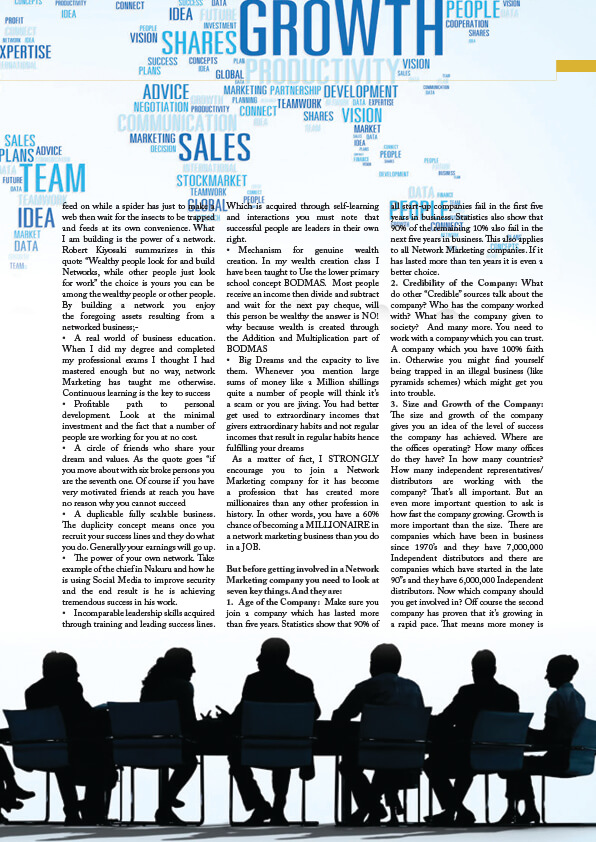 CONCEPTS
PRODUCTIVITY
CONNECT
SUCCESS
DATA
IDEA
FUTURE
INVESTMENT
GROWTH
PEOPLE
VISION
DATA
COOPERATION
SHARES
IDEA
PROFIT
CONNECT
NETWORK
IDEA
EXPERTISE
PEOPLE
VISION
SHARES
SUCCESS
CONCEPTS
IDEA
PLAN
PLANS
GLOBAL
DATA
PRODUCTIVITY
VISION
SALES
PLAN
COMMUNICATION
DATA
ADVICE
MARKETING
PARTNERSHIP
DEVELOPMENT
NEGOTIATION
PRODUCTIVITY
GROWTH
PLANNING
IDEA
TEAMWORK
NETWORK
DATA
EXPERTISE
CONNECT
COMMUNICATION
IDEA
SHARES
VISION
TEAM
MARKET
MARKETING
DECISION
SALES
INTERNATIONAL
STOCKMARKET
TEAMWORK
GLOBAL
CONNECT
PEOPLE
SALES
PLANS
ADVICE
DATA
FUTURE
DATA
TEAM
TEAMWORK
IDEA
MARKET
DATA
TEAM
PEOPLE
DEVELOPMENT
PEOPLE
BUSINESS
DATA
FINANCE
PEOPLE
CONNECT
feed on while a spider has just to make a
web then wait for the insects to be trapped
and feeds at its own convenience. What
I am building is the power of a network.
Robert Kiyosaki summarizes in this
quote "Wealthy people look for and build
Networks, while other people just look
for work" the choice is yours you can be
among the wealthy people or other people.
By building a network you enjoy
the foregoing assets resulting from a
networked business;-
• A real world of business education.
When I did my degree and completed
my professional exams I thought I had
mastered enough but no way, network
Marketing has taught me otherwise.
Continuous learning is the key to success
• Profitable path to personal
development. Look at the minimal
investment and the fact that a number of
people are working for you at no cost.
• A circle of friends who share your
dream and values. As the quote goes "if
you move about with six broke persons you
are the seventh one. Of course if you have
very motivated friends at reach you have
no reason why you cannot succeed
• A duplicable fully scalable business.
The duplicity concept means once you
recruit your success lines and they do what
you do. Generally your earnings will go up.
• The power of your own network. Take
example of the chief in Nakuru and how he
is using Social Media to improve security
and the end result is he is achieving
tremendous success in his work.
• Incomparable leadership skills acquired
through training and leading success lines.
Which is acquired through self-learning
and interactions you must note that
successful people are leaders in their own
right.
• Mechanism for genuine wealth
creation. In my wealth creation class I
have been taught to Use the lower primary
school concept BODMAS. Most people
receive an income then divide and subtract
and wait for the next pay cheque, will
this person be wealthy the answer is NO!
why because wealth is created through
the Addition and Multiplication part of
BODMAS
• Big Dreams and the capacity to live
them. Whenever you mention large
sums of money like a Million shillings
quite a number of people will think it's
a scam or you are jiving. You had better
get used to extraordinary incomes that
givers extraordinary habits and not regular
incomes that result in regular habits hence
fulfilling your dreams
As a matter of fact, I STRONGLY
encourage you to join a Network
Marketing company for it has become
a profession that has created more
millionaires than any other profession in
history. In other words, you have a 60%
chance of becoming a MILLIONAIRE in
a network marketing business than you do
in a JOB.
But before getting involved in a Network
Marketing company you need to look at
seven key things. And they are:
1. Age of the Company: Make sure you
join a company which has lasted more
than five years. Statistics show that 90% of
all start-up companies fail in the first five
years in business. Statistics also show that
90% of the remaining 10% also fail in the
next five years in business. This also applies
to all Network Marketing companies. If it
has lasted more than ten years it is even a
better choice.
2. Credibility of the Company: What
do other "Credible" sources talk about the
company? Who has the company worked
with? What has the company given to
society? And many more. You need to
work with a company which you can trust.
A company which you have 100% faith
in. Otherwise you might find yourself
being trapped in an illegal business (like
pyramids schemes) which might get you
into trouble.
3. Size and Growth of the Company:
The size and growth of the company
gives you an idea of the level of success
the company has achieved. Where are
the offices operating? How many offices
do they have? In how many countries?
How many independent representatives/
distributors are working with the
company? That's all important. But an
even more important question to ask is
how fast the company growing. Growth is
more important than the size. There are
companies which have been in business
since 1970's and they have 7,000,000
Independent distributors and there are
companies which have started in the late
90"s and they have 6,000,000 Independent
distributors. Now which company should
you get involved in? Off course the second
company has proven that it's growing in
a rapid pace. That means more money is